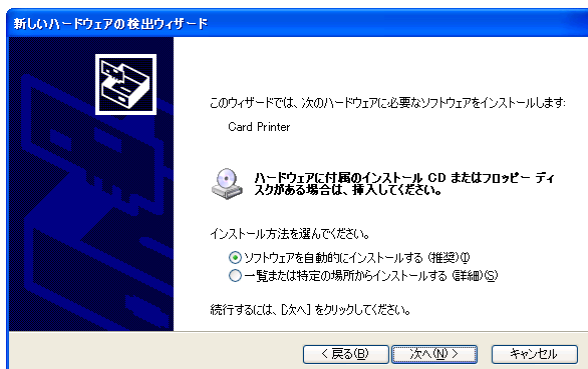 新しいハードウェアの検出ウィザード
このウィザードでは、次のハードウェアに必要なソフトウェアをインストールします:
Card Printer
ハードウェアに付属のインストール CD またはフロッピー ディ
スクがある場合は、挿入してください。
インストール方法を選んでください。
ソフトウェアを自動的にインストールする (推奨)(I)
一覧または特定の場所からインストールする (詳細)(S)
続行するには、[次へ] をクリックしてください。
< 戻る(B)
次へ(N) >
キャンセル